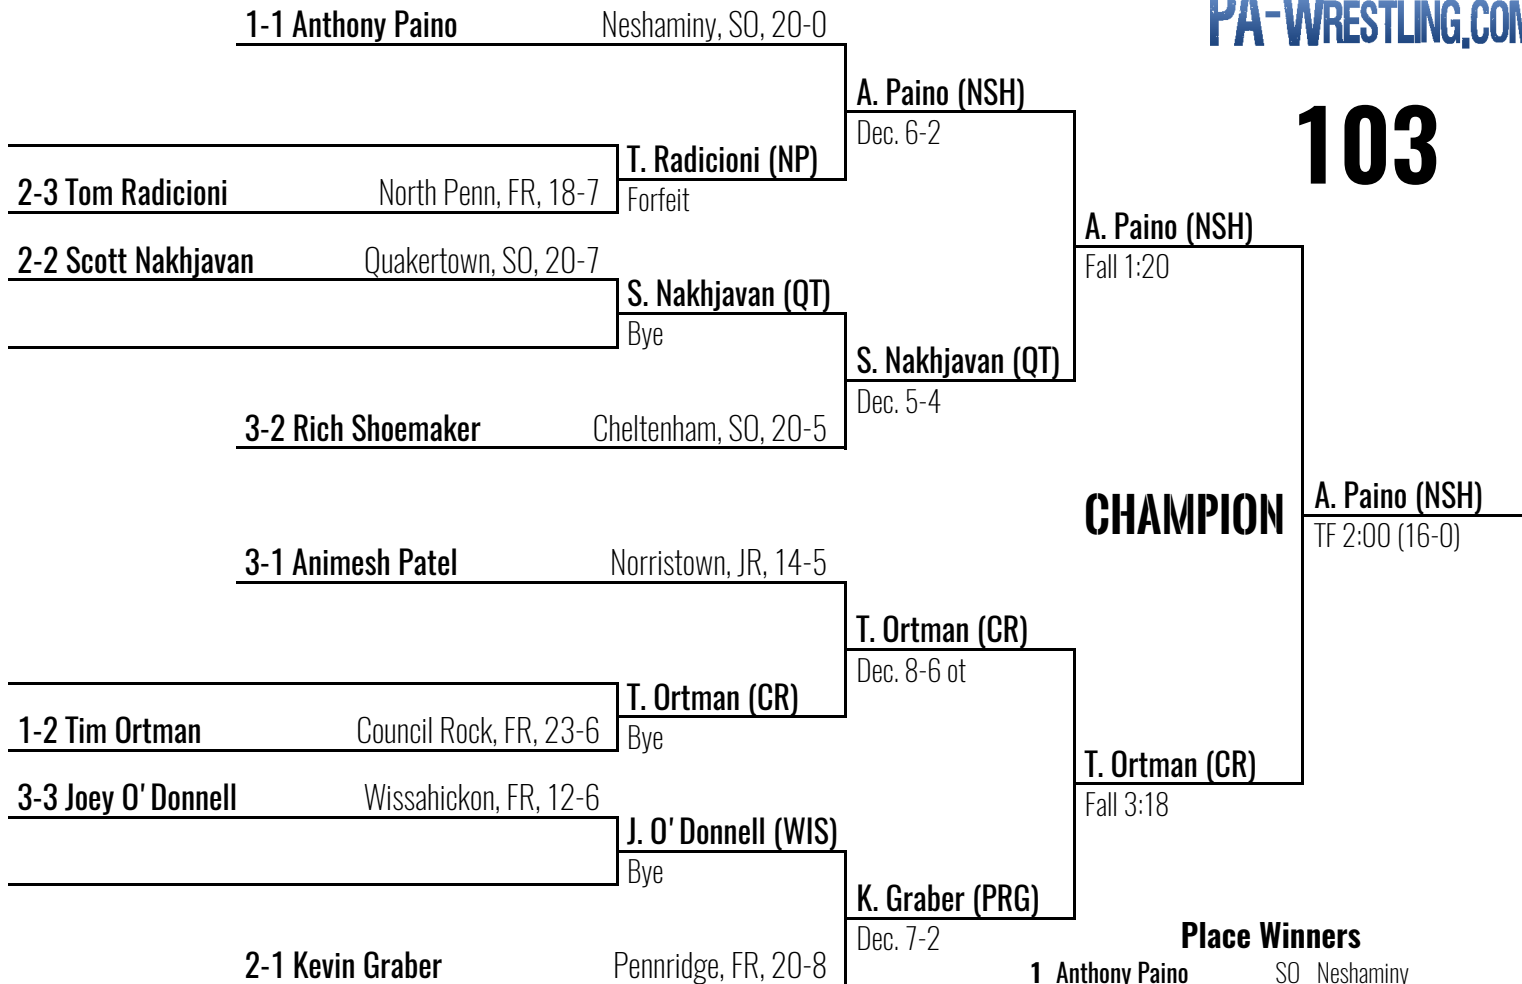 1-1 Anthony Paino Neshaminy, SO, 20-0
PA-WRESTLING.COM
A. Paino (NSH)
Dec. 6-2
103
T. Radicioni (NP)
2-3 Tom Radicioni North Penn, FR, 18-7
Forfeit
A. Paino (NSH)
2-2 Scott Nakhjavan Quakertown, SO, 20-7
Fall 1:20
S. Nakhjavan (QT)
Bye
S. Nakhjavan (QT)
Dec. 5-4
3-2 Rich Shoemaker Cheltenham, SO, 20-5
CHAMPION
A. Paino (NSH)
TF 2:00 (16-0)
3-1 Animesh Patel Norristown, JR, 14-5
T. Ortman (CR)
Dec. 8-6 ot
T. Ortman (CR)
1-2 Tim Ortman Council Rock, FR, 23-6
Bye
T. Ortman (CR)
3-3 Joey O'Donnell Wissahickon, FR, 12-6
Fall 3:18
J. O'Donnell (WIS)
Bye
K. Graber (PRG)
Dec. 7-2
Place Winners
2-1 Kevin Graber Pennridge, FR, 20-8
1 Anthony Paino SO Neshaminy